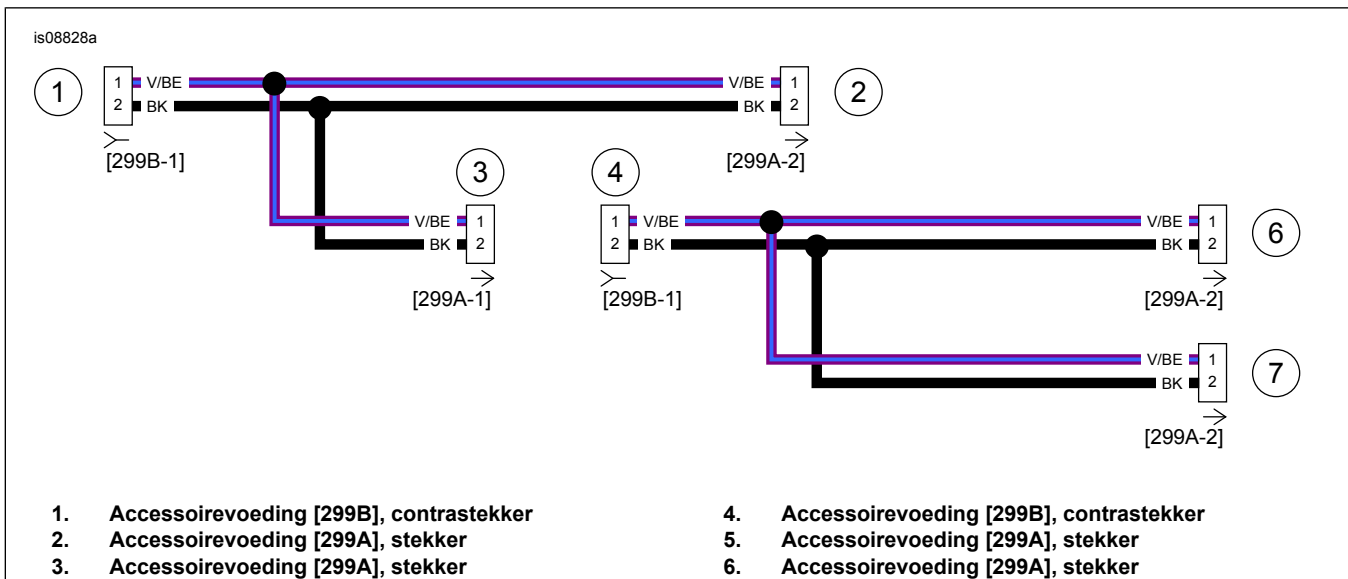 is08828a
1
1 V/BE V/BE 1
2 BK BK 2
2
[299B-1] [299A-2]
3 4
V/BE 1
BK 2
[299A-1]
1 V/BE V/BE 1
2 BK BK 2
6
[299B-1] [299A-2]
V/BE 1
BK 2
7
[299A-2]
1. Accessoirevoeding [299B], contrastekker
2. Accessoirevoeding [299A], stekker
3. Accessoirevoeding [299A], stekker
4. Accessoirevoeding [299B], contrastekker
5. Accessoirevoeding [299A], stekker
6. Accessoirevoeding [299A], stekker